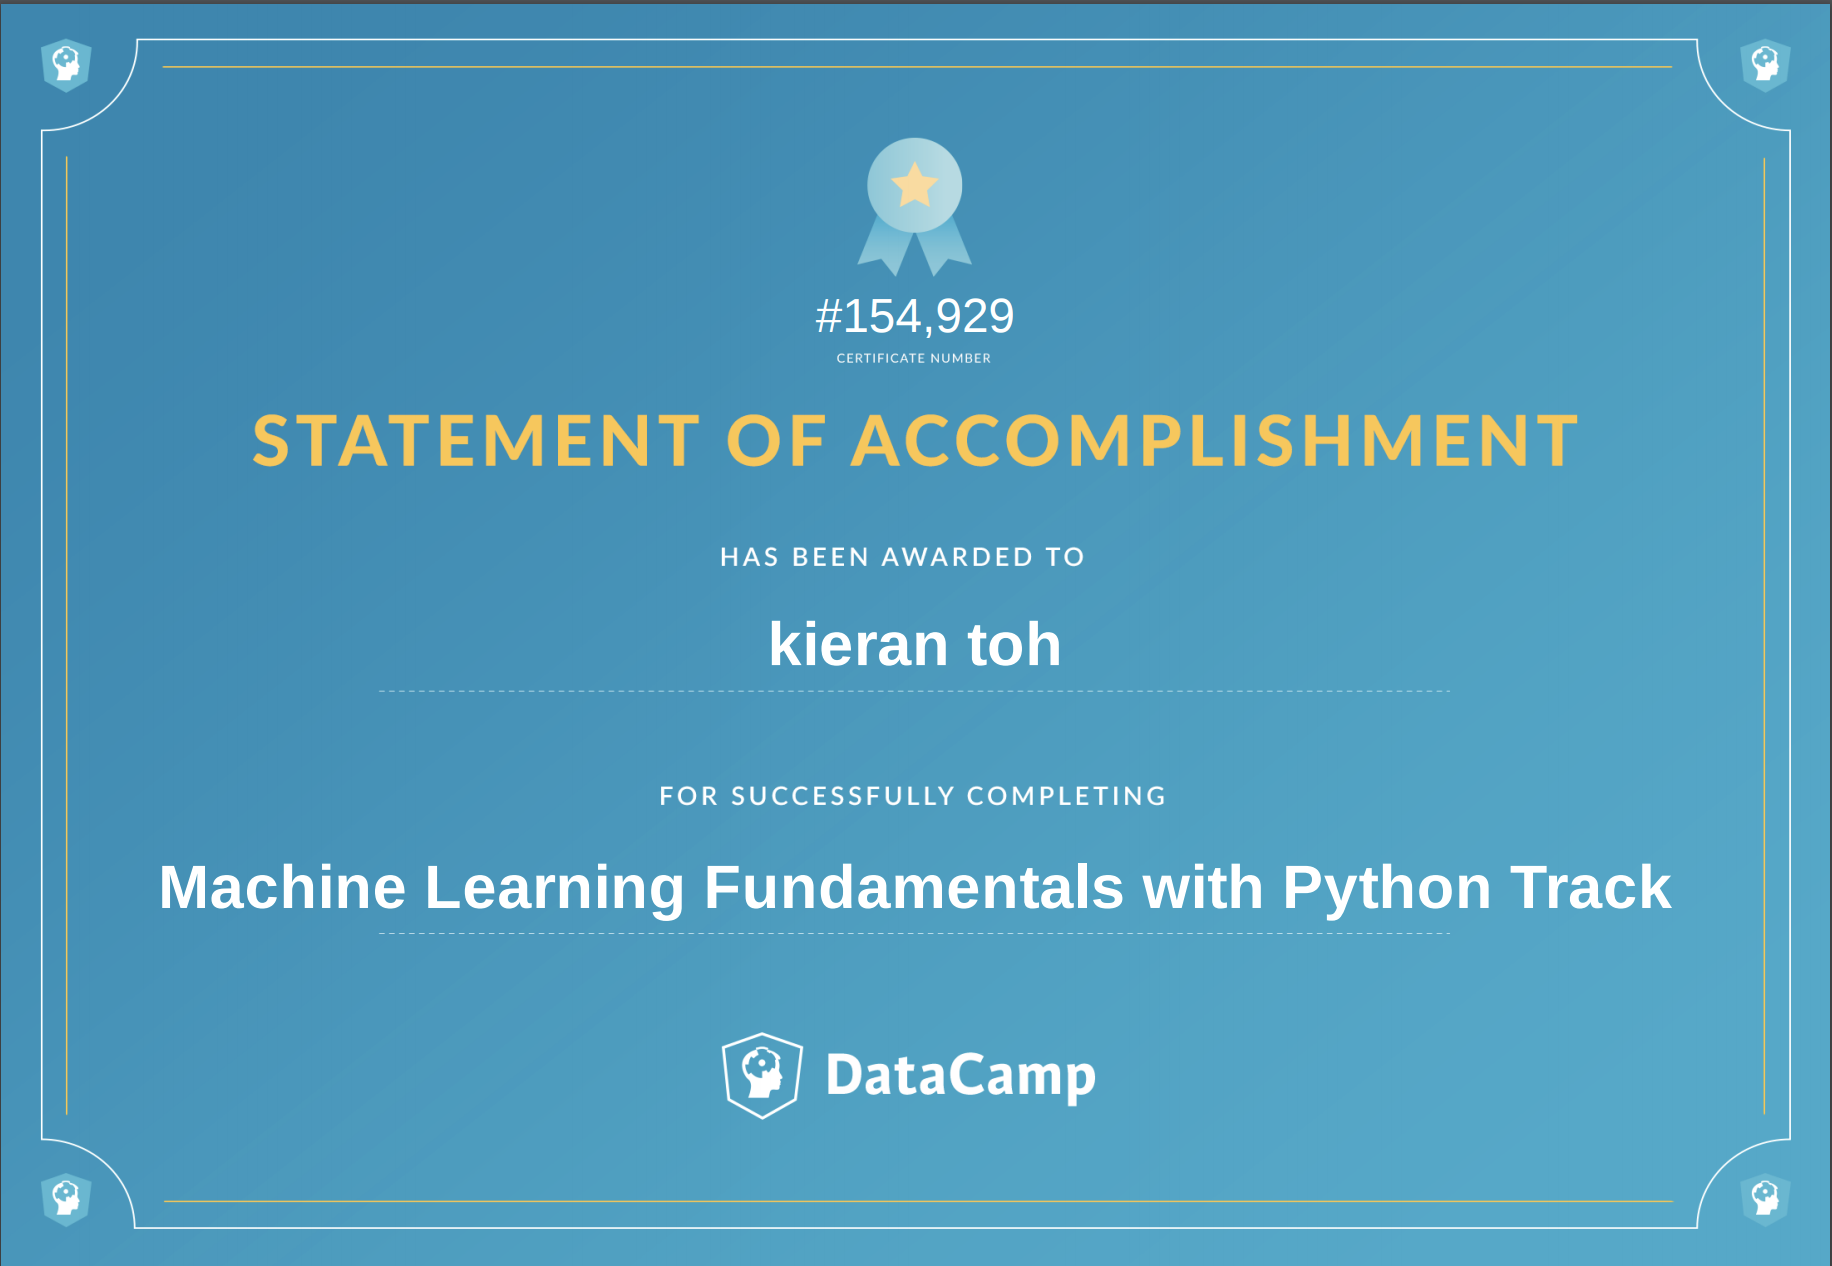 #154,929
CERTIFICATE NUMBER
STATEMENT OF ACCOMPLISHMENT
HAS BEEN AWARDED TO
kieran toh
FOR SUCCESSFULLY COMPLETING
Machine Learning Fundamentals with Python Track
DataCamp